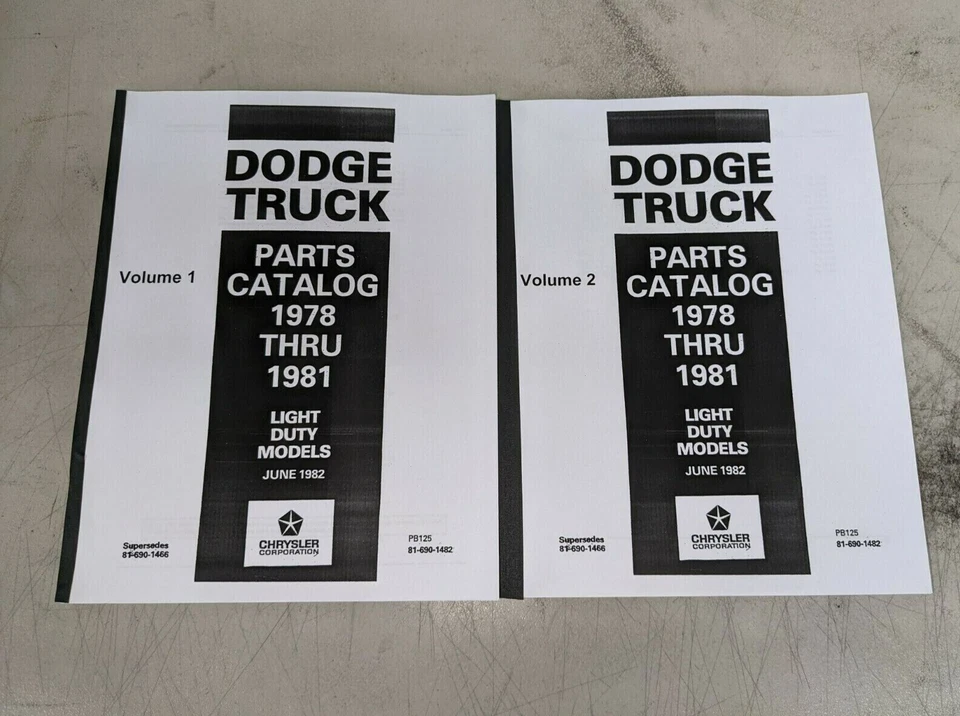 DODGE
TRUCK
Volume 1
PARTS
CATALOG
1978
THRU
1981
LIGHT
DUTY
MODELS
JUNE 1982
CHRYSLER
CORPORATION
Supersedes
81-690-1466
PB125
81-690-1482
DODGE
TRUCK
Volume 2
PARTS
CATALOG
1978
THRU
1981
LIGHT
DUTY
MODELS
JUNE 1982
CHRYSLER
CORPORATION
Supersedes
81-690-1466
PB125
81-690-1482